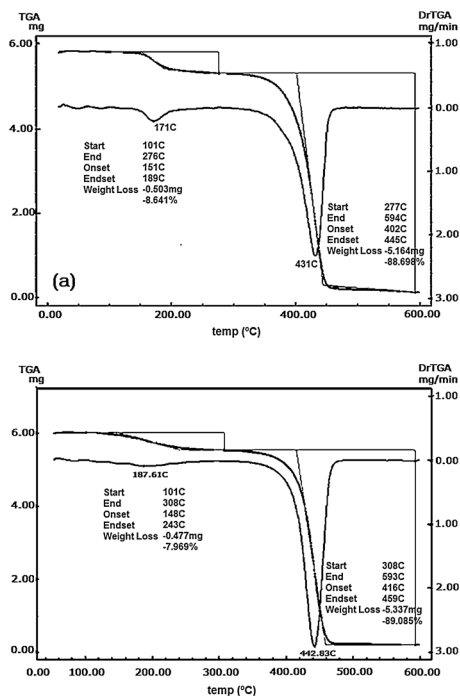 TGA
mg
DrTGA
mg/min
6.00
4.00
2.00
0.00
1.00
0.00
1.00
2.00
3.00
171C
Start 101C
End 276C
Onset 151C
Endset 189C
Weight Loss -0.503mg
-8.641%
Start 277C
End 594C
Onset 402C
Endset 445C
Weight Loss -5,164mg
-88.698%
431C
(a)
0.00 200.00 400.00 600.00
temp (ºC)
TGA
mg
DrTGA
mg/min
6.00
4.00
2.00
0.00
1.00
0.00
1.00
2.00
3.00
187.61C
Start 101C
End 308C
Onset 148C
Endset 243C
Weight Loss -0.477mg
-7.969%
Start 308C
End 593C
Onset 416C
Endset 459C
Weight Loss -5.337mg
-89.085%
442.83C
0.00 100.00 200.00 300.00 400.00 500.00 600.00
temp (ºC)